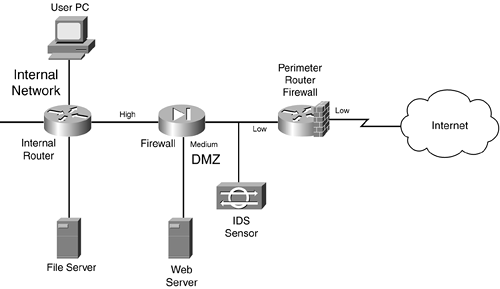 User PC
Internal
Network
Perimeter
Router
Firewall
High
Low
Low
Internet
Internal
Router
Firewall
Medium
DMZ
IDS
Sensor
File Server
Web
Server